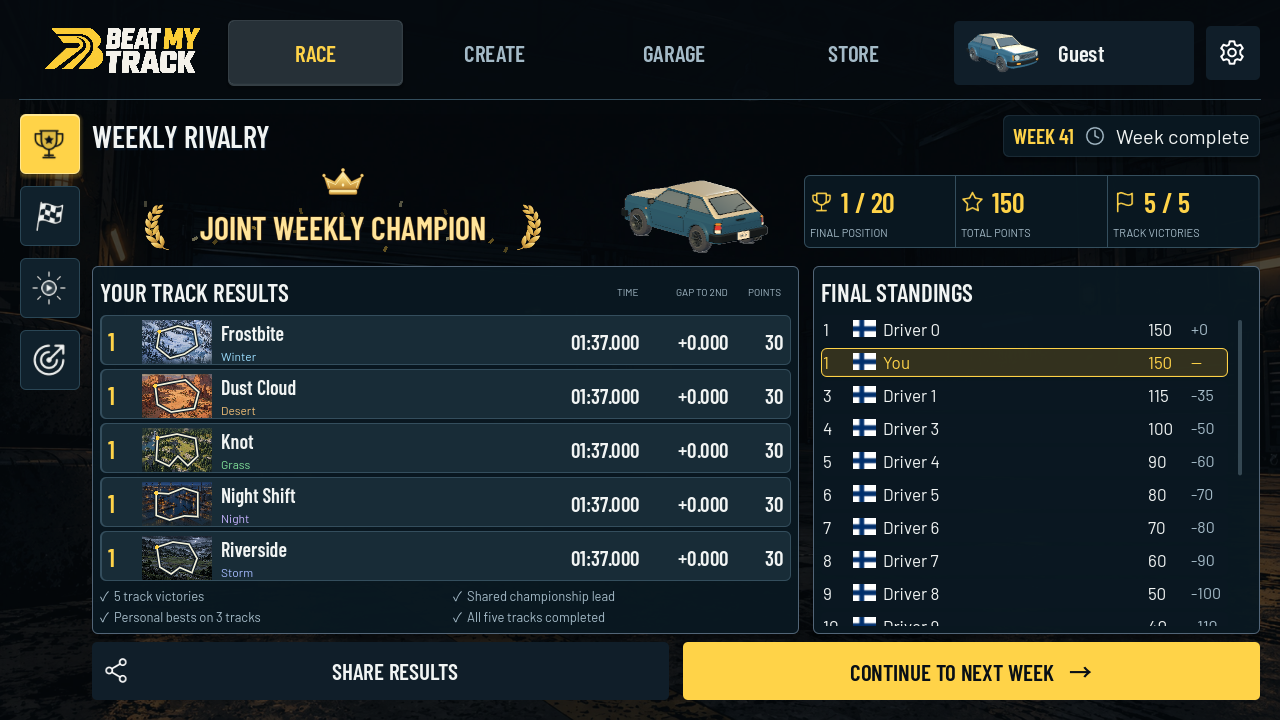 BEAT MY TRACK
RACE
CREATE
GARAGE
STORE
Guest
WEEKLY RIVALRY
WEEK 41 Week complete
JOINT WEEKLY CHAMPION
1 / 20
FINAL POSITION
150
TOTAL POINTS
5 / 5
TRACK VICTORIES
YOUR TRACK RESULTS TIME GAP TO 2ND POINTS
1 Frostbite 01:37.000 +0.000 30
Winter
1 Dust Cloud 01:37.000 +0.000 30
Desert
1 Knot 01:37.000 +0.000 30
Grass
1 Night Shift 01:37.000 +0.000 30
Night
1 Riverside 01:37.000 +0.000 30
Storm
✓ 5 track victories
✓ Shared championship lead
✓ Personal bests on 3 tracks
✓ All five tracks completed
FINAL STANDINGS
1 Driver 0 150 +0
1 You 150 —
3 Driver 1 115 -35
4 Driver 3 100 -50
5 Driver 4 90 -60
6 Driver 5 80 -70
7 Driver 6 70 -80
8 Driver 7 60 -90
9 Driver 8 50 -100
10 Driver 9 40 -110
SHARE RESULTS
CONTINUE TO NEXT WEEK →